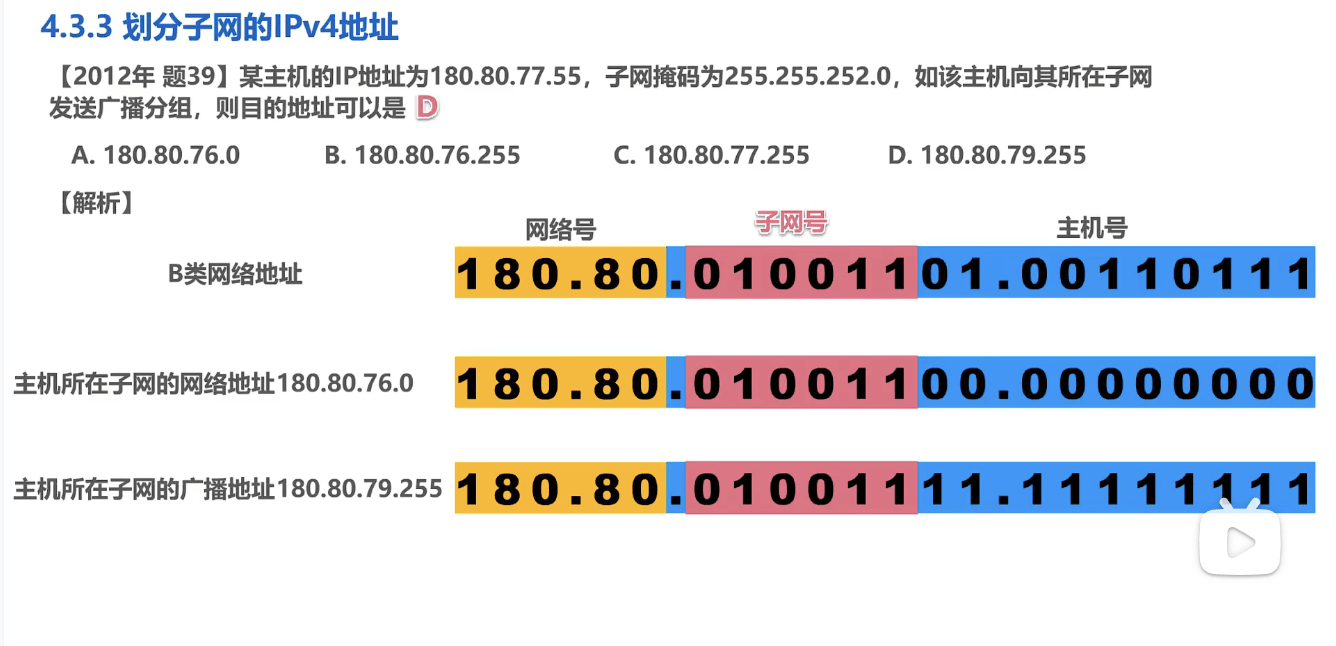 4.3.3 划分子网的IPv4地址
【2012年 题39】某主机的IP地址为180.80.77.55，子网掩码为255.255.252.0，如该主机向其所在子网
发送广播分组，则目的地址可以是 D
A. 180.80.76.0 B. 180.80.76.255 C. 180.80.77.255 D. 180.80.79.255
【解析】
网络号 子网号 主机号
B类网络地址 180.80.01001101.00110111
主机所在子网的网络地址180.80.76.0 180.80.01001100.00000000
主机所在子网的广播地址180.80.79.255 180.80.01001111.11111111